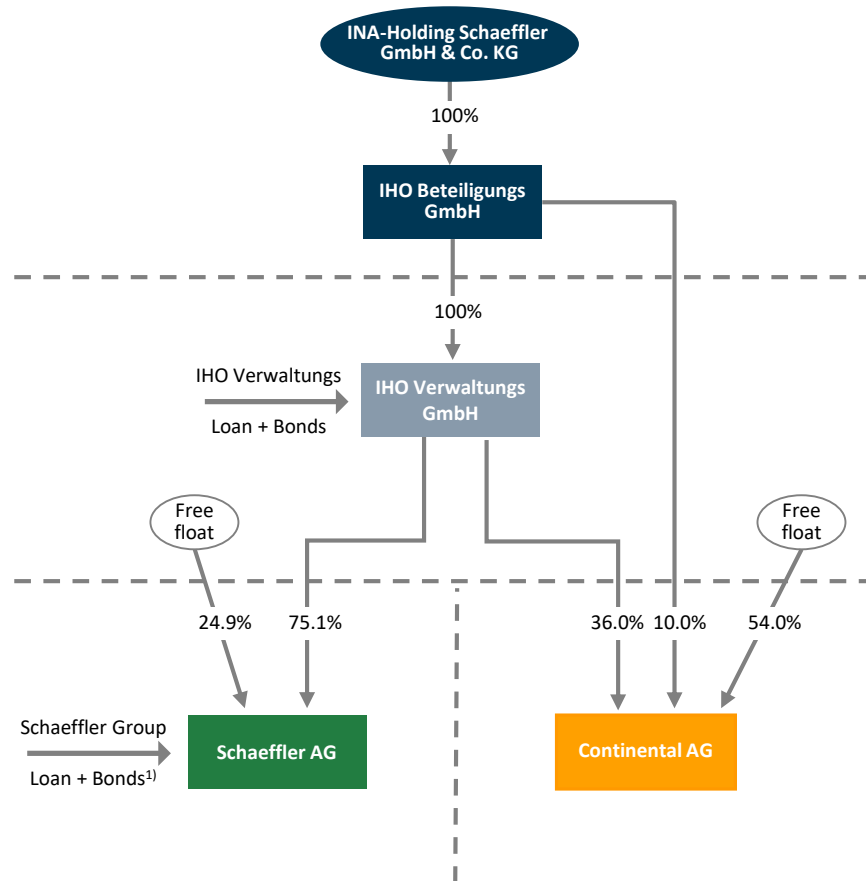 INA-Holding Schaeffler
GmbH & Co. KG
100%
IHO Beteiligungs
GmbH
100%
IHO Verwaltungs
Loan + Bonds
IHO Verwaltungs
GmbH
Free
float
Free
float
24.9%
75.1%
36.0%
10.0%
54.0%
Schaeffler Group
Loan + Bonds1)
Schaeffler AG
Continental AG